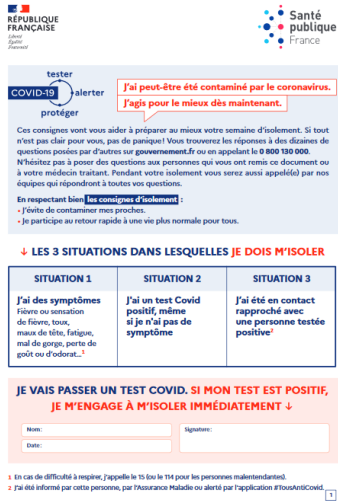 RÉPUBLIQUE
FRANÇAISE
Liberté
Égalité
Fraternité
Santé
publique
France
tester
COVID-19
alerter
protéger
J'ai peut-être été contaminé par le coronavirus.
J'agis pour le mieux dès maintenant.
Ces consignes vont vous aider à préparer au mieux votre semaine d'isolement. Si tout
n'est pas clair pour vous, pas de panique! Vous trouverez les réponses à des dizaines de
questions posées par d'autres sur gouvernement.fr ou en appelant le 0 800 130 000.
N'hésitez pas à poser des questions aux personnes qui vous ont remis ce document ou
à votre médecin traitant. Pendant votre isolement vous serez aussi appelé(e) par nos
équipes qui répondront à toutes vos questions.
En respectant bien les consignes d'isolement :
• J'évite de contaminer mes proches.
• Je participe au retour rapide à une vie plus normale pour tous.
↓ LES 3 SITUATIONS DANS LESQUELLES JE DOIS M'ISOLER
SITUATION 1
J'ai des symptômes
Fièvre ou sensation
de fièvre, toux,
maux de tête, fatigue,
mal de gorge, perte de
goût ou d'odorat...1
SITUATION 2
J'ai un test Covid
positif, même
si je n'ai pas de
symptôme
SITUATION 3
J'ai été en contact
rapproché avec
une personne testée
positive2
JE VAIS PASSER UN TEST COVID. SI MON TEST EST POSITIF,
JE M'ENGAGE À M'ISOLER IMMÉDIATEMENT ↓
Nom:
Date:
Signature:
1 En cas de difficulté à respirer, j'appelle le 15 (ou le 114 pour les personnes malentendantes).
2 J'ai été informé par cette personne, par l'Assurance Maladie ou alerté par l'application #TousAntiCovid.
1